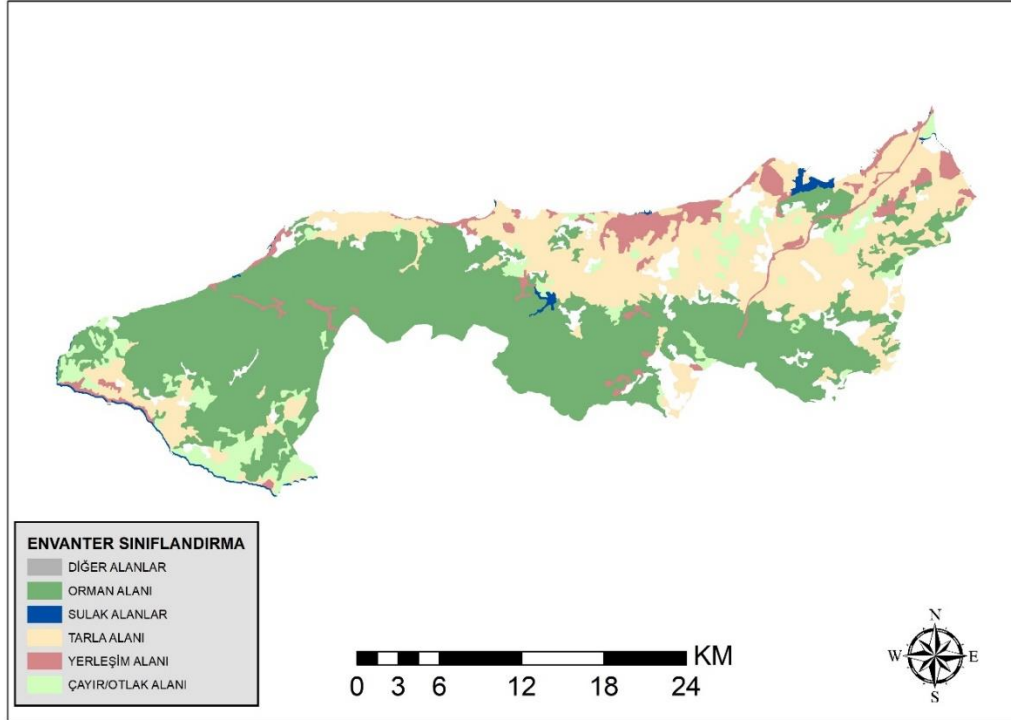 ENVANTER SINIFLANDIRMA
DİĞER ALANLAR
ORMAN ALANI
SULAK ALANLAR
TARLA ALANI
YERLEŞİM ALANI
ÇAYIR/OTLAK ALANI
KM
0 3 6 12 18 24
N
W E
S